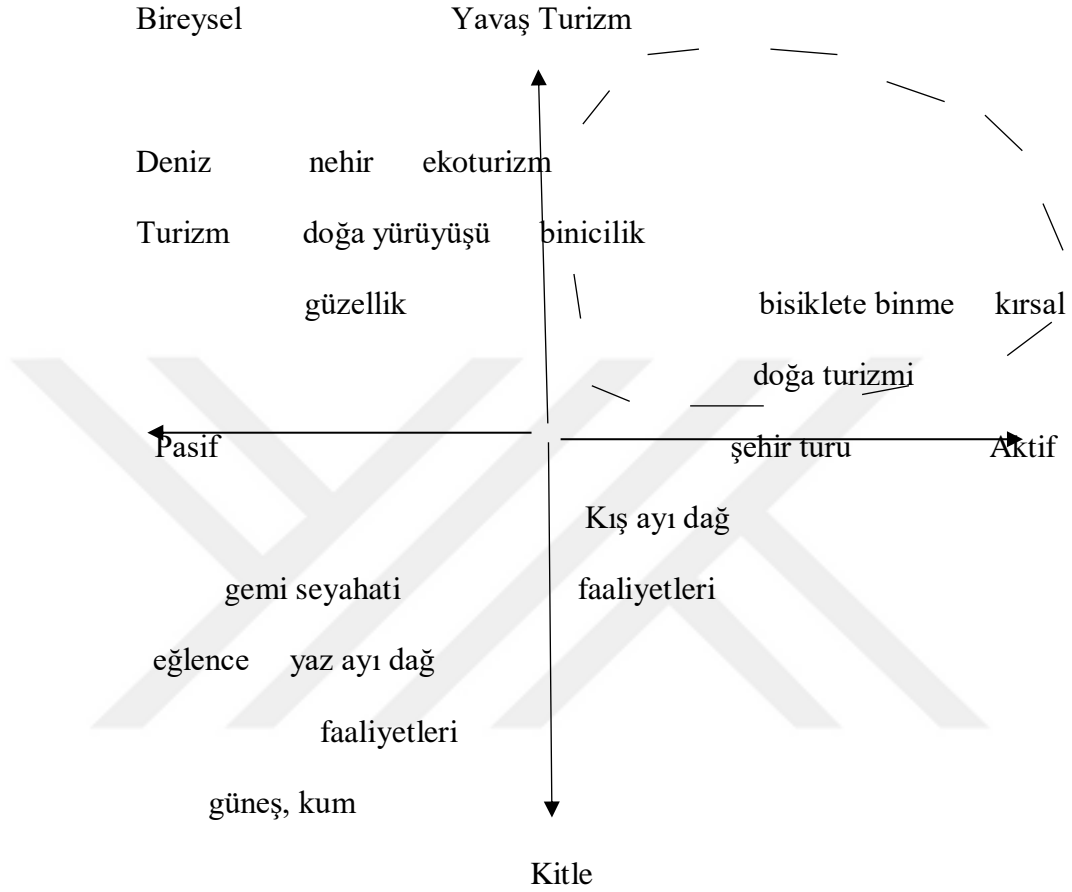 Bireysel Yavaş Turizm
Deniz nehir ekoturizm
Turizm doğa yürüyüşü binicilik
güzellik bisiklete binme kırsal
doğa turizmi
Pasif şehir turu Aktif
Kış ayı dağ
gemi seyahati faaliyetleri
eğlence yaz ayı dağ
faaliyetleri
güneş, kum
Kitle